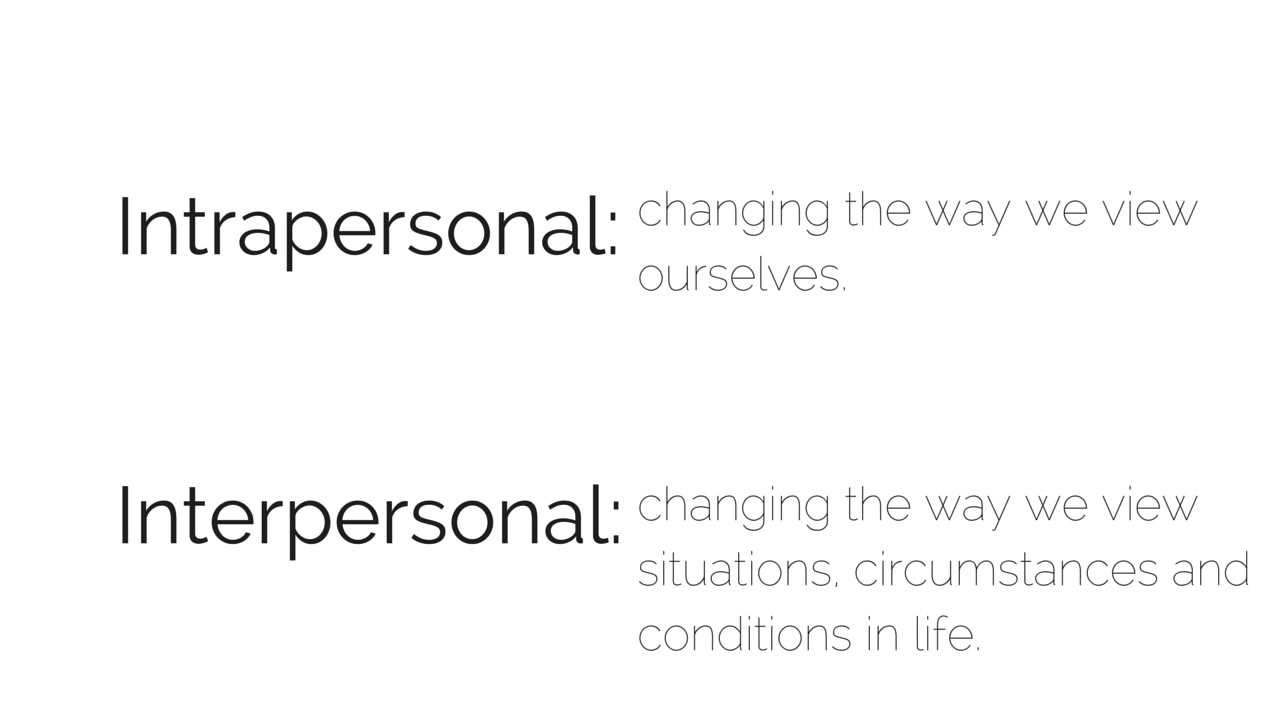 Intrapersonal: changing the way we view
ourselves.
Interpersonal: changing the way we view
situations, circumstances and
conditions in life.